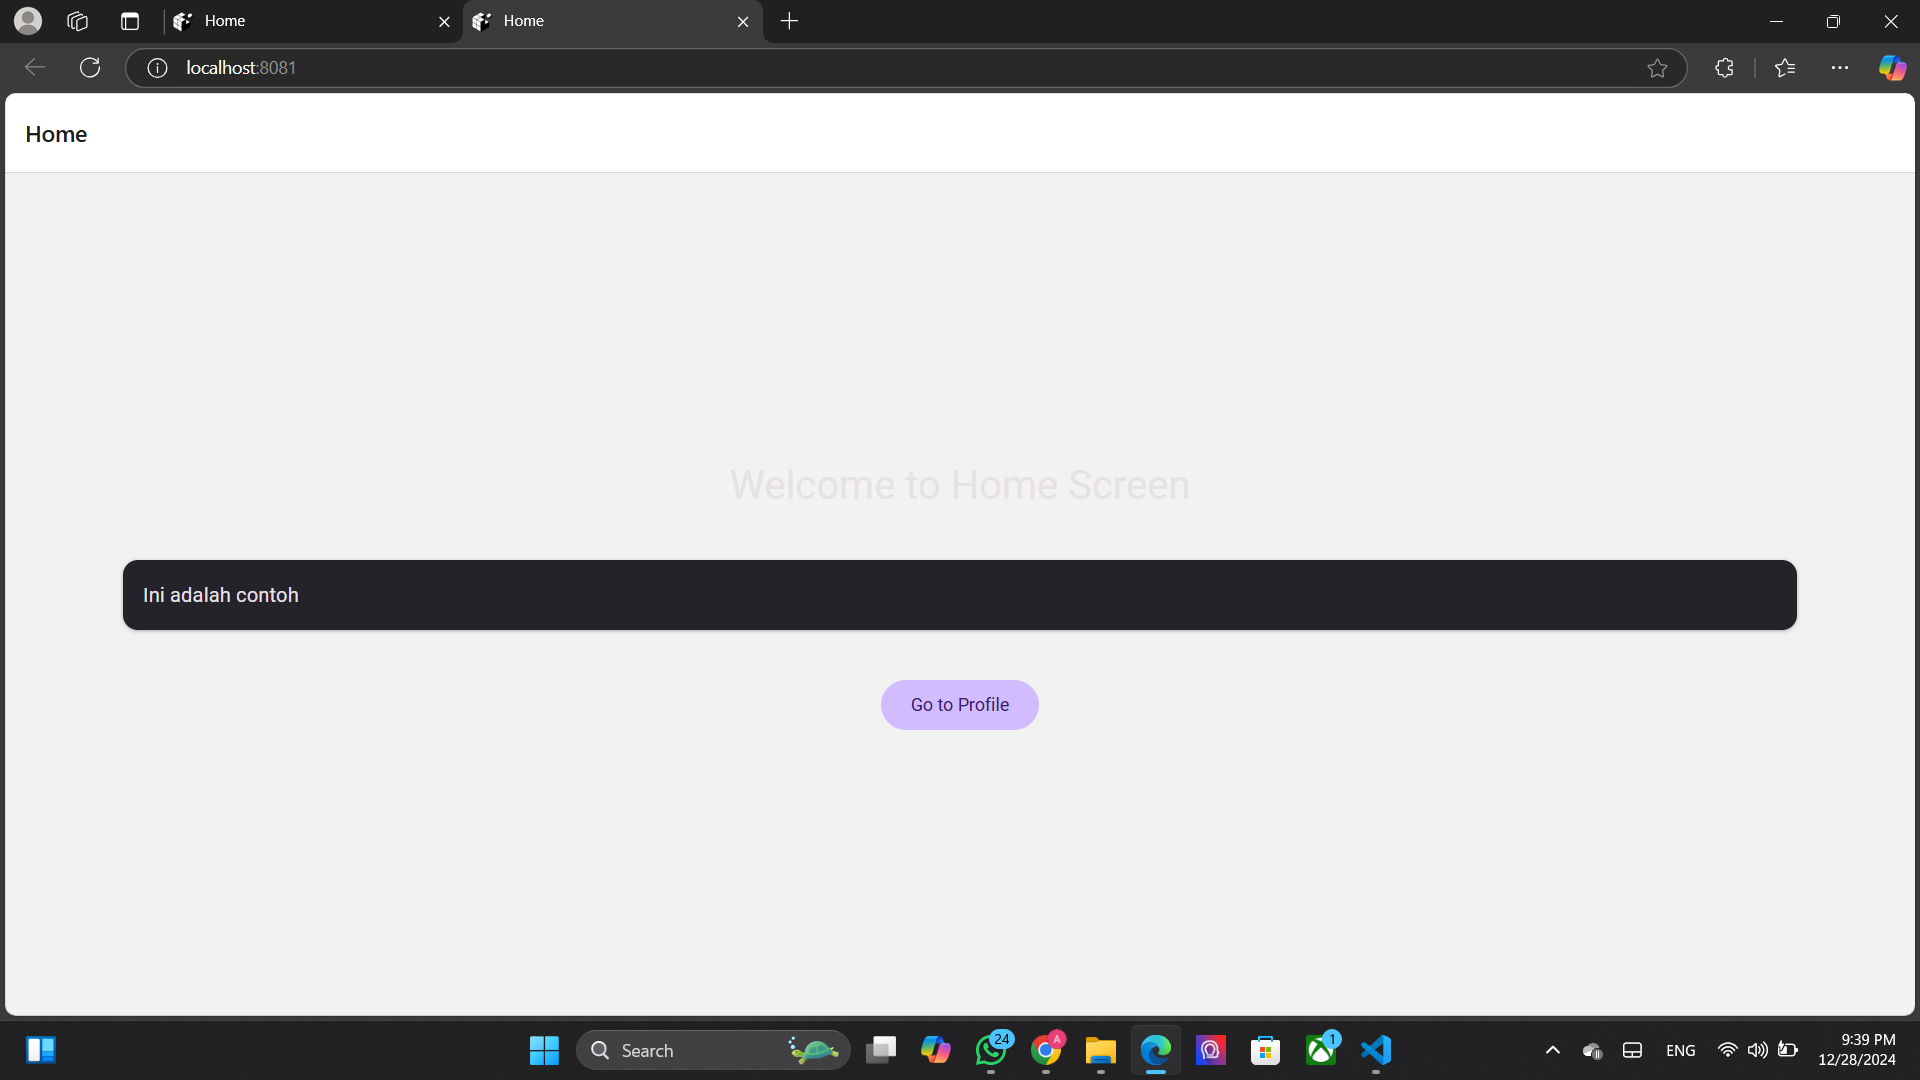 Home
Home
localhost:8081
Home
Welcome to Home Screen
Ini adalah contoh
Go to Profile
Search
24
A
1
ENG
9:39 PM
12/28/2024